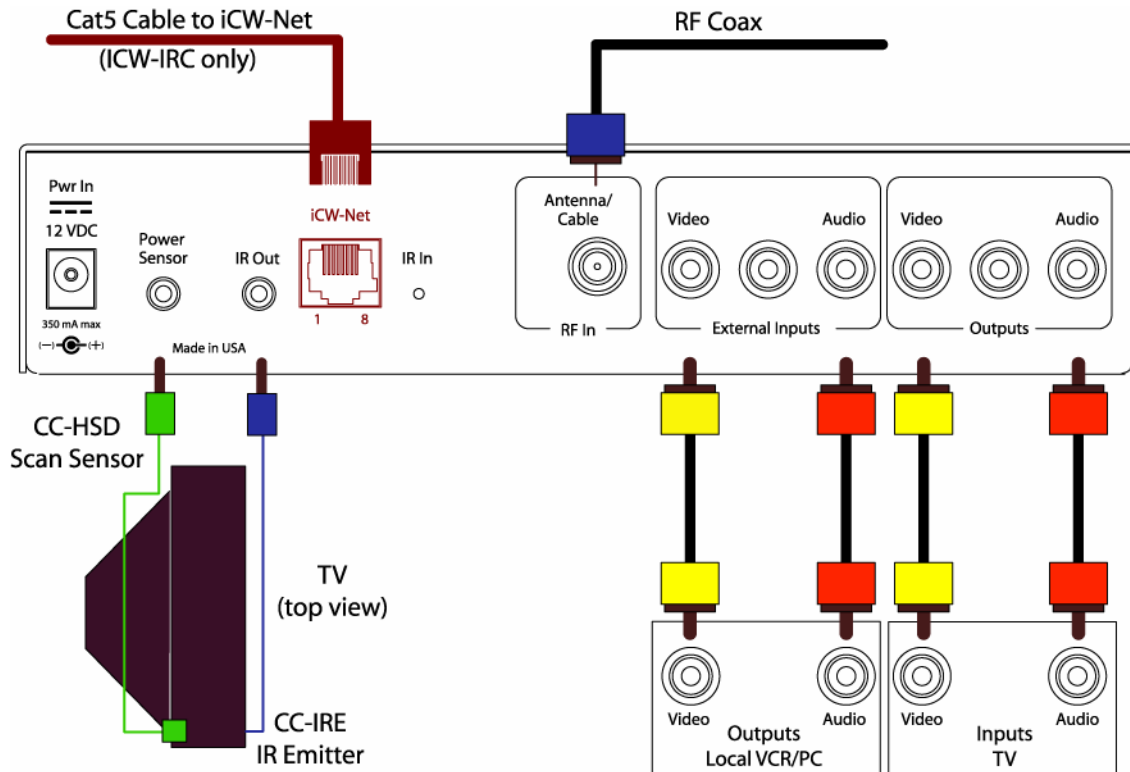 Cat5 Cable to iCW-Net
(ICW-IRC only)
RF Coax
Pwr In
12 VDC
350 mA max
(—) (+)
Power
Sensor
IR Out
iCW-Net
1 8
IR In
Made in USA
Antenna/
Cable
RF In
Video
Audio
External Inputs
Video
Audio
Outputs
CC-HSD
Scan Sensor
TV
(top view)
CC-IRE
IR Emitter
Video
Audio
Outputs
Local VCR/PC
Video
Audio
Inputs
TV